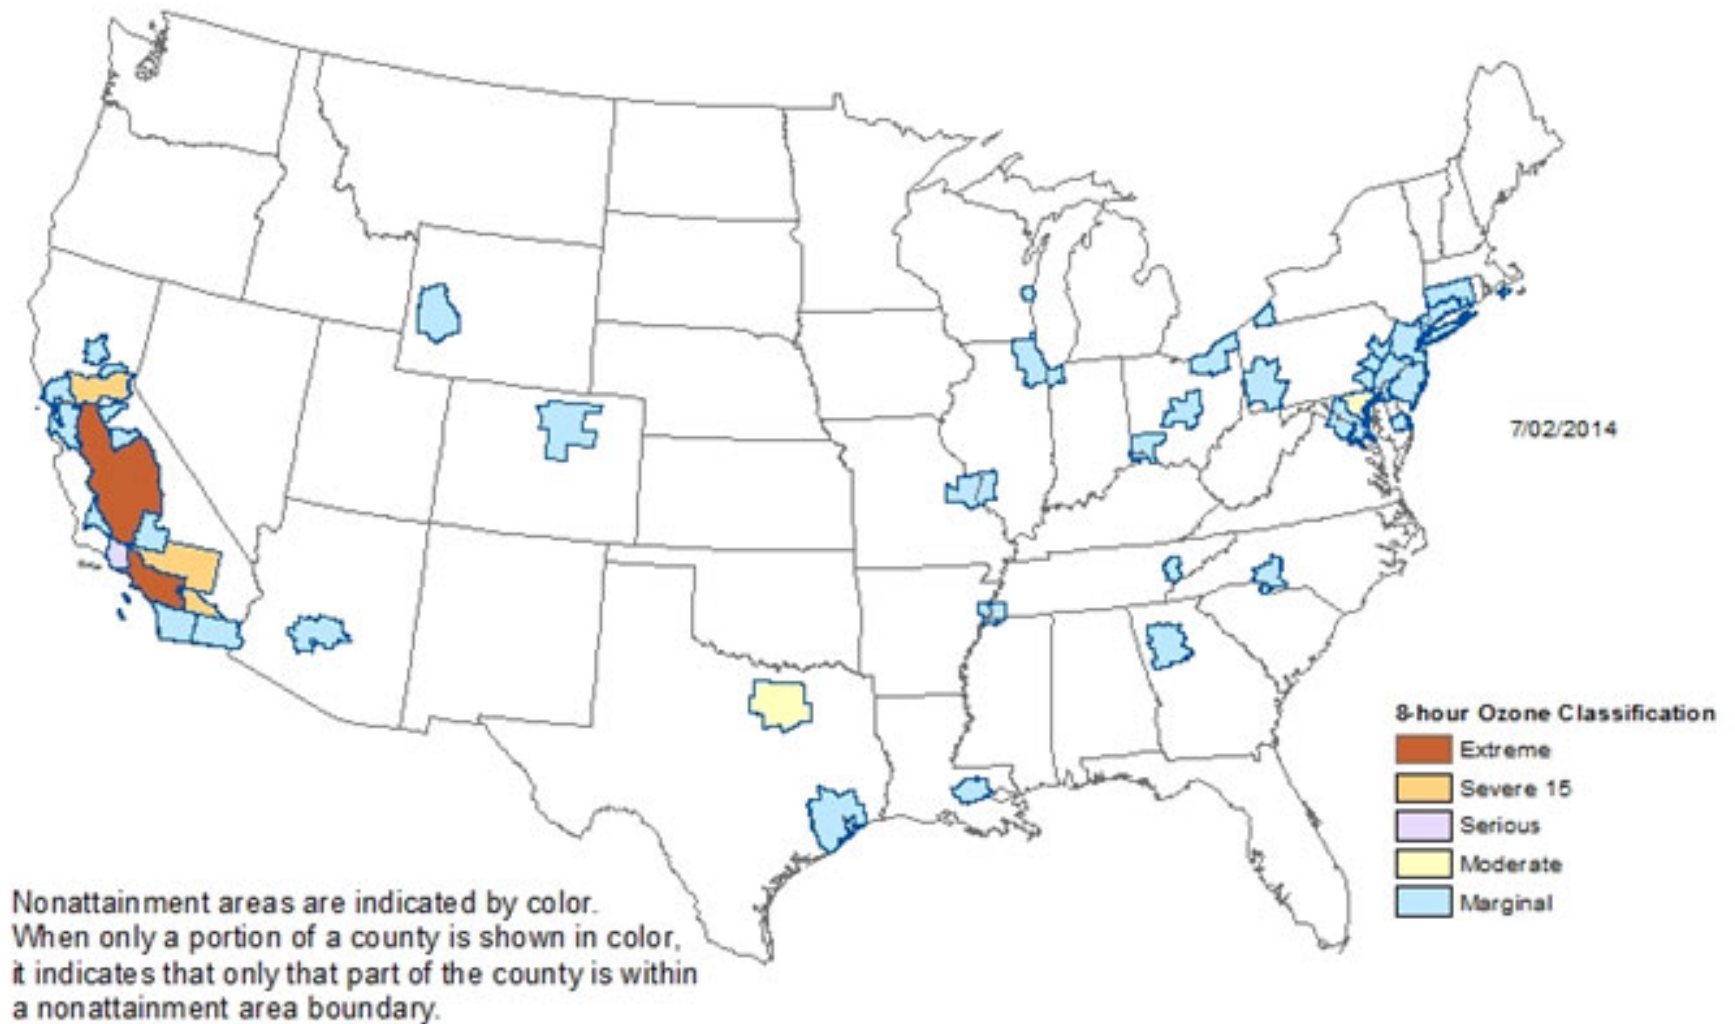 7/02/2014
8-hour Ozone Classification
Extreme
Severe 15
Serious
Moderate
Marginal
Nonattainment areas are indicated by color.
When only a portion of a county is shown in color,
it indicates that only that part of the county is within
a nonattainment area boundary.